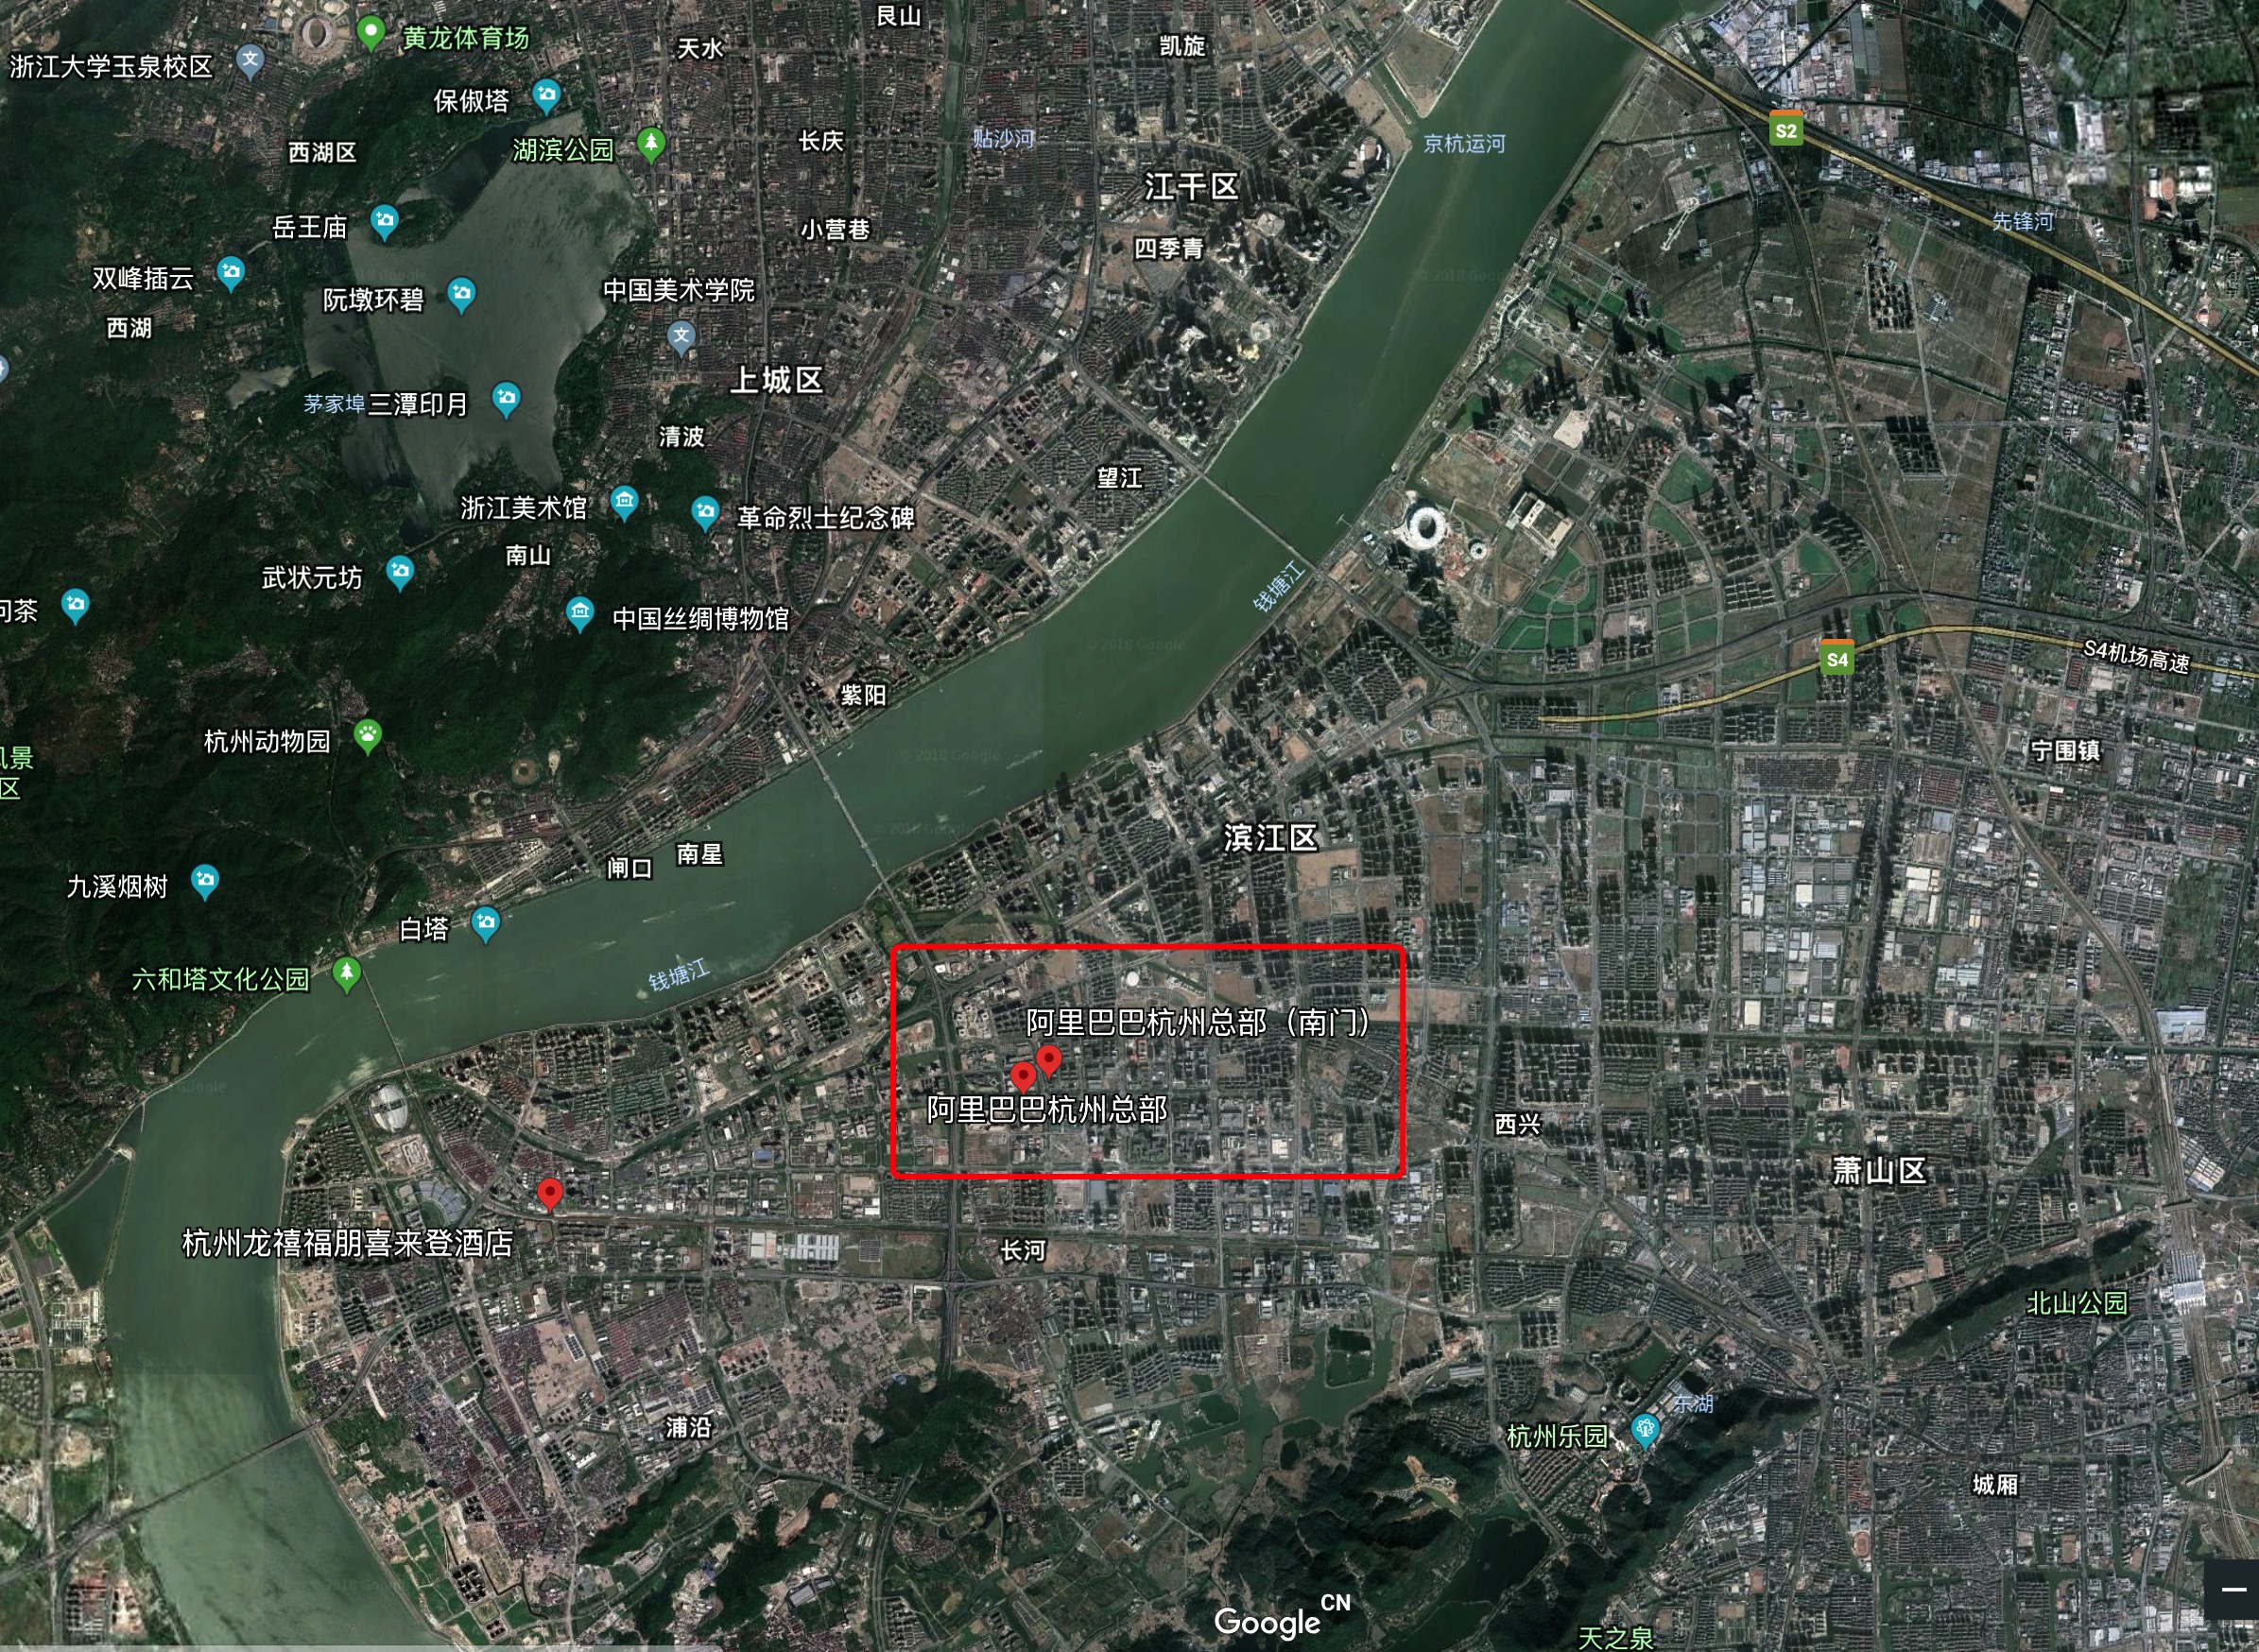 艮山
黄龙体育场
天水
凯旋
浙江大学玉泉校区
保俶塔
S2
湖滨公园
长庆
贴沙河
京杭运河
西湖区
江干区
先锋河
岳王庙
小营巷
四季青
双峰插云
阮墩环碧
中国美术学院
西湖
上城区
茅家埠
三潭印月
清波
望江
浙江美术馆
革命烈士纪念碑
南山
武状元坊
钱塘江
问茶
中国丝绸博物馆
S4
S4机场高速
紫阳
杭州动物园
风景
区
宁围镇
滨江区
南星
闸口
九溪烟树
白塔
六和塔文化公园
钱塘江
阿里巴巴杭州总部（南门）
阿里巴巴杭州总部
西兴
萧山区
杭州龙禧福朋喜来登酒店
长河
北山公园
东湖
浦沿
杭州乐园
城厢
Google CN
天之泉
© 2018 Google